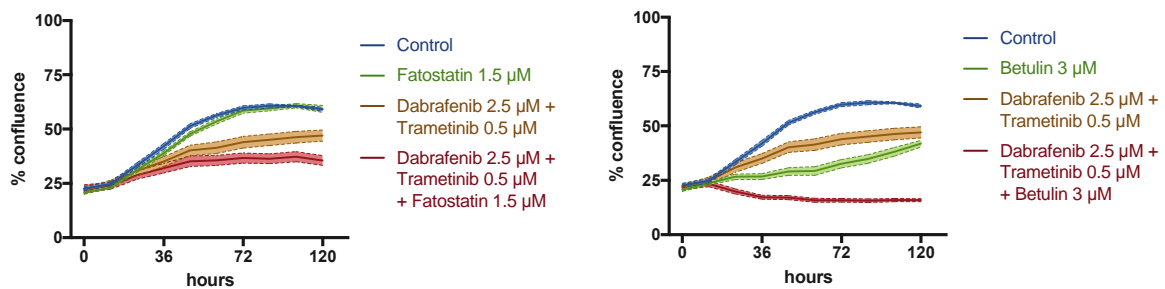 100
75
50
25
0
% confluence
0 36 72 120
hours
Control
Fatostatin 1.5 µM
Dabrafenib 2.5 µM +
Trametinib 0.5 µM
Dabrafenib 2.5 µM +
Trametinib 0.5 µM
+ Fatostatin 1.5 µM
100
75
50
25
0
% confluence
0 36 72 120
hours
Control
Betulin 3 µM
Dabrafenib 2.5 µM +
Trametinib 0.5 µM
Dabrafenib 2.5 µM +
Trametinib 0.5 µM
+ Betulin 3 µM